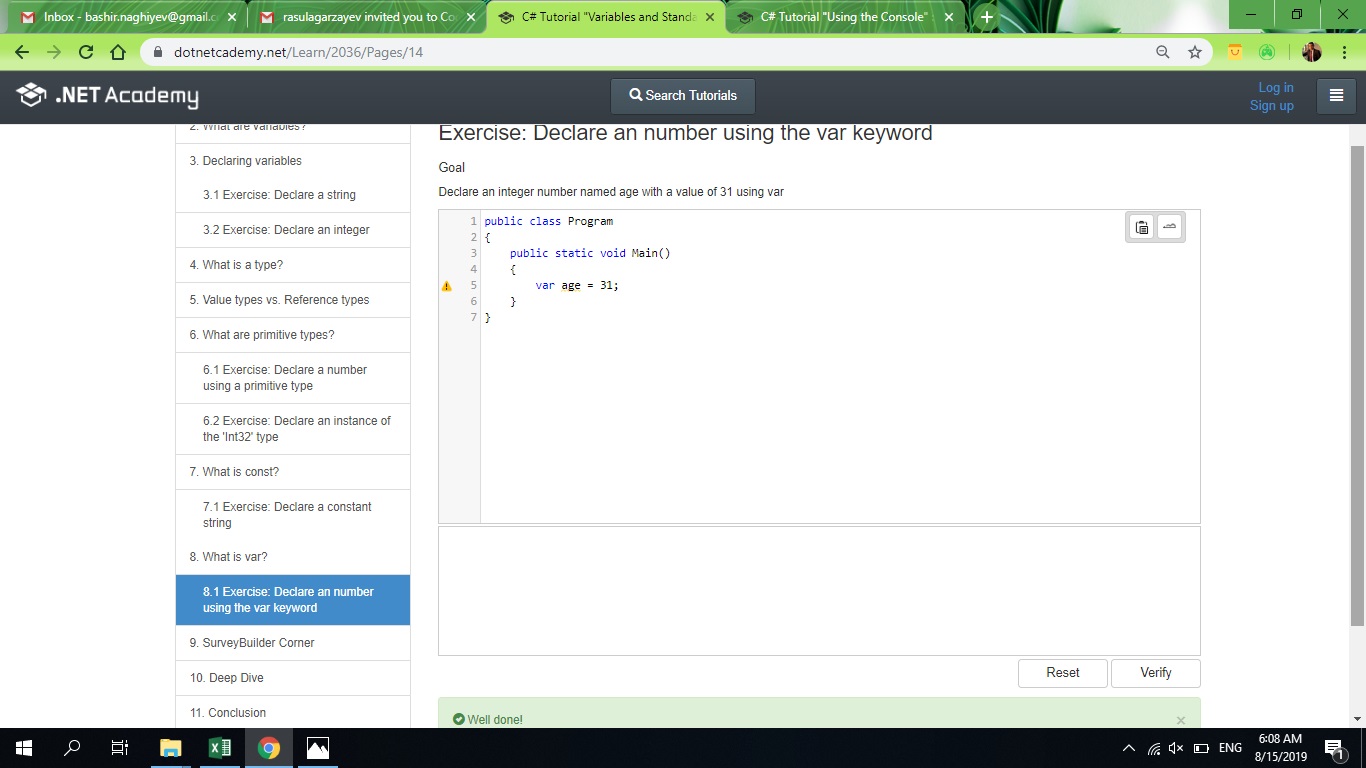 Inbox - bashir.naghiyev@gmail.c
rasulagarzayev invited you to Co
C# Tutorial "Variables and Standa
C# Tutorial "Using the Console"
dotnetcademy.net/Learn/2036/Pages/14
.NET Academy
Search Tutorials
Log in
Sign up
2. What are variables?
3. Declaring variables
3.1 Exercise: Declare a string
3.2 Exercise: Declare an integer
4. What is a type?
5. Value types vs. Reference types
6. What are primitive types?
6.1 Exercise: Declare a number
using a primitive type
6.2 Exercise: Declare an instance of
the 'Int32' type
7. What is const?
7.1 Exercise: Declare a constant
string
8. What is var?
8.1 Exercise: Declare an number
using the var keyword
9. SurveyBuilder Corner
10. Deep Dive
11. Conclusion
Exercise: Declare an number using the var keyword
Goal
Declare an integer number named age with a value of 31 using var
1 public class Program
2 {
3 public static void Main()
4 {
5 var age = 31;
6 }
7 }
Reset
Verify
Well done!
ENG
6:08 AM
8/15/2019
1